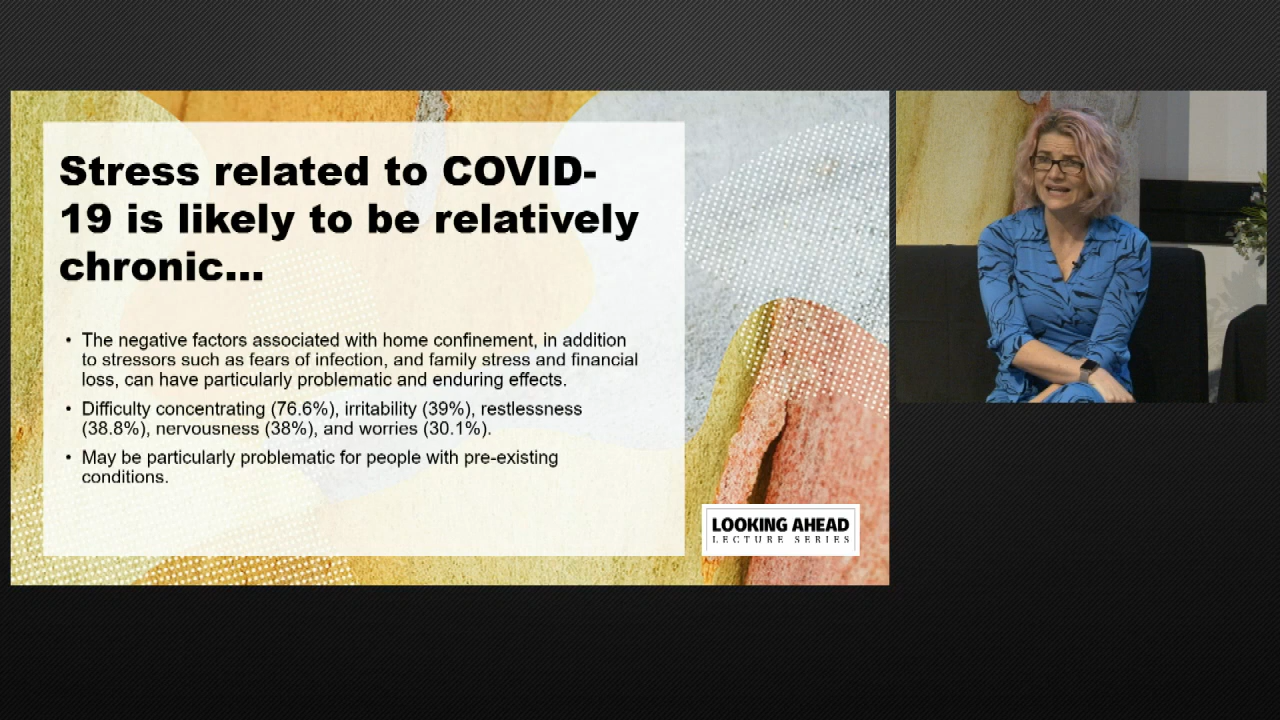 Stress related to COVID-
19 is likely to be relatively
chronic...
• The negative factors associated with home confinement, in addition
to stressors such as fears of infection, and family stress and financial
loss, can have particularly problematic and enduring effects.
• Difficulty concentrating (76.6%), irritability (39%), restlessness
(38.8%), nervousness (38%), and worries (30.1%).
• May be particularly problematic for people with pre-existing
conditions.
LOOKING AHEAD
LECTURE SERIES